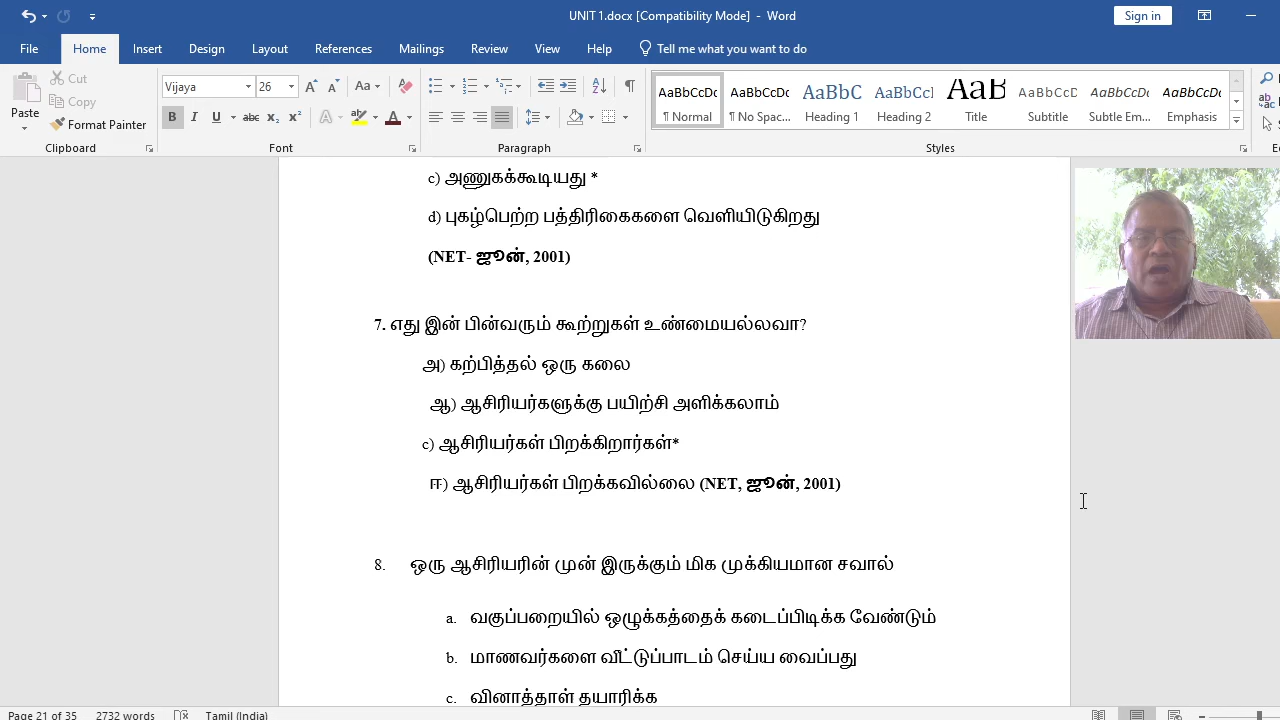 UNIT 1.docx [Compatibility Mode] - Word
Sign in
File Home Insert Design Layout References Mailings Review View Help Tell me what you want to do
Paste
Cut
Copy
Format Painter
Clipboard
Vijaya 26
Font
Paragraph
AaBbCcDc AaBbCcDc AaBbC AaBbCcI AaB AaBbCcD AaBbCcDı AaBbCcDı
¶ Normal ¶ No Spac... Heading 1 Heading 2 Title Subtitle Subtle Em... Emphasis
Styles
c) அணுகக்கூடியது *
d) புகழ்பெற்ற பத்திரிகைகளை வெளியிடுகிறது
(NET- ஜூன், 2001)
7. எது இன் பின்வரும் கூற்றுகள் உண்மையல்லவா?
அ) கற்பித்தல் ஒரு கலை
ஆ) ஆசிரியர்களுக்கு பயிற்சி அளிக்கலாம்
c) ஆசிரியர்கள் பிறக்கிறார்கள்*
ஈ) ஆசிரியர்கள் பிறக்கவில்லை (NET, ஜூன், 2001)
8. ஒரு ஆசிரியரின் முன் இருக்கும் மிக முக்கியமான சவால்
a. வகுப்பறையில் ஒழுக்கத்தைக் கடைப்பிடிக்க வேண்டும்
b. மாணவர்களை வீட்டுப்பாடம் செய்ய வைப்பது
c. வினாத்தாள் தயாரிக்க
Page 21 of 35 2732 words Tamil (India)